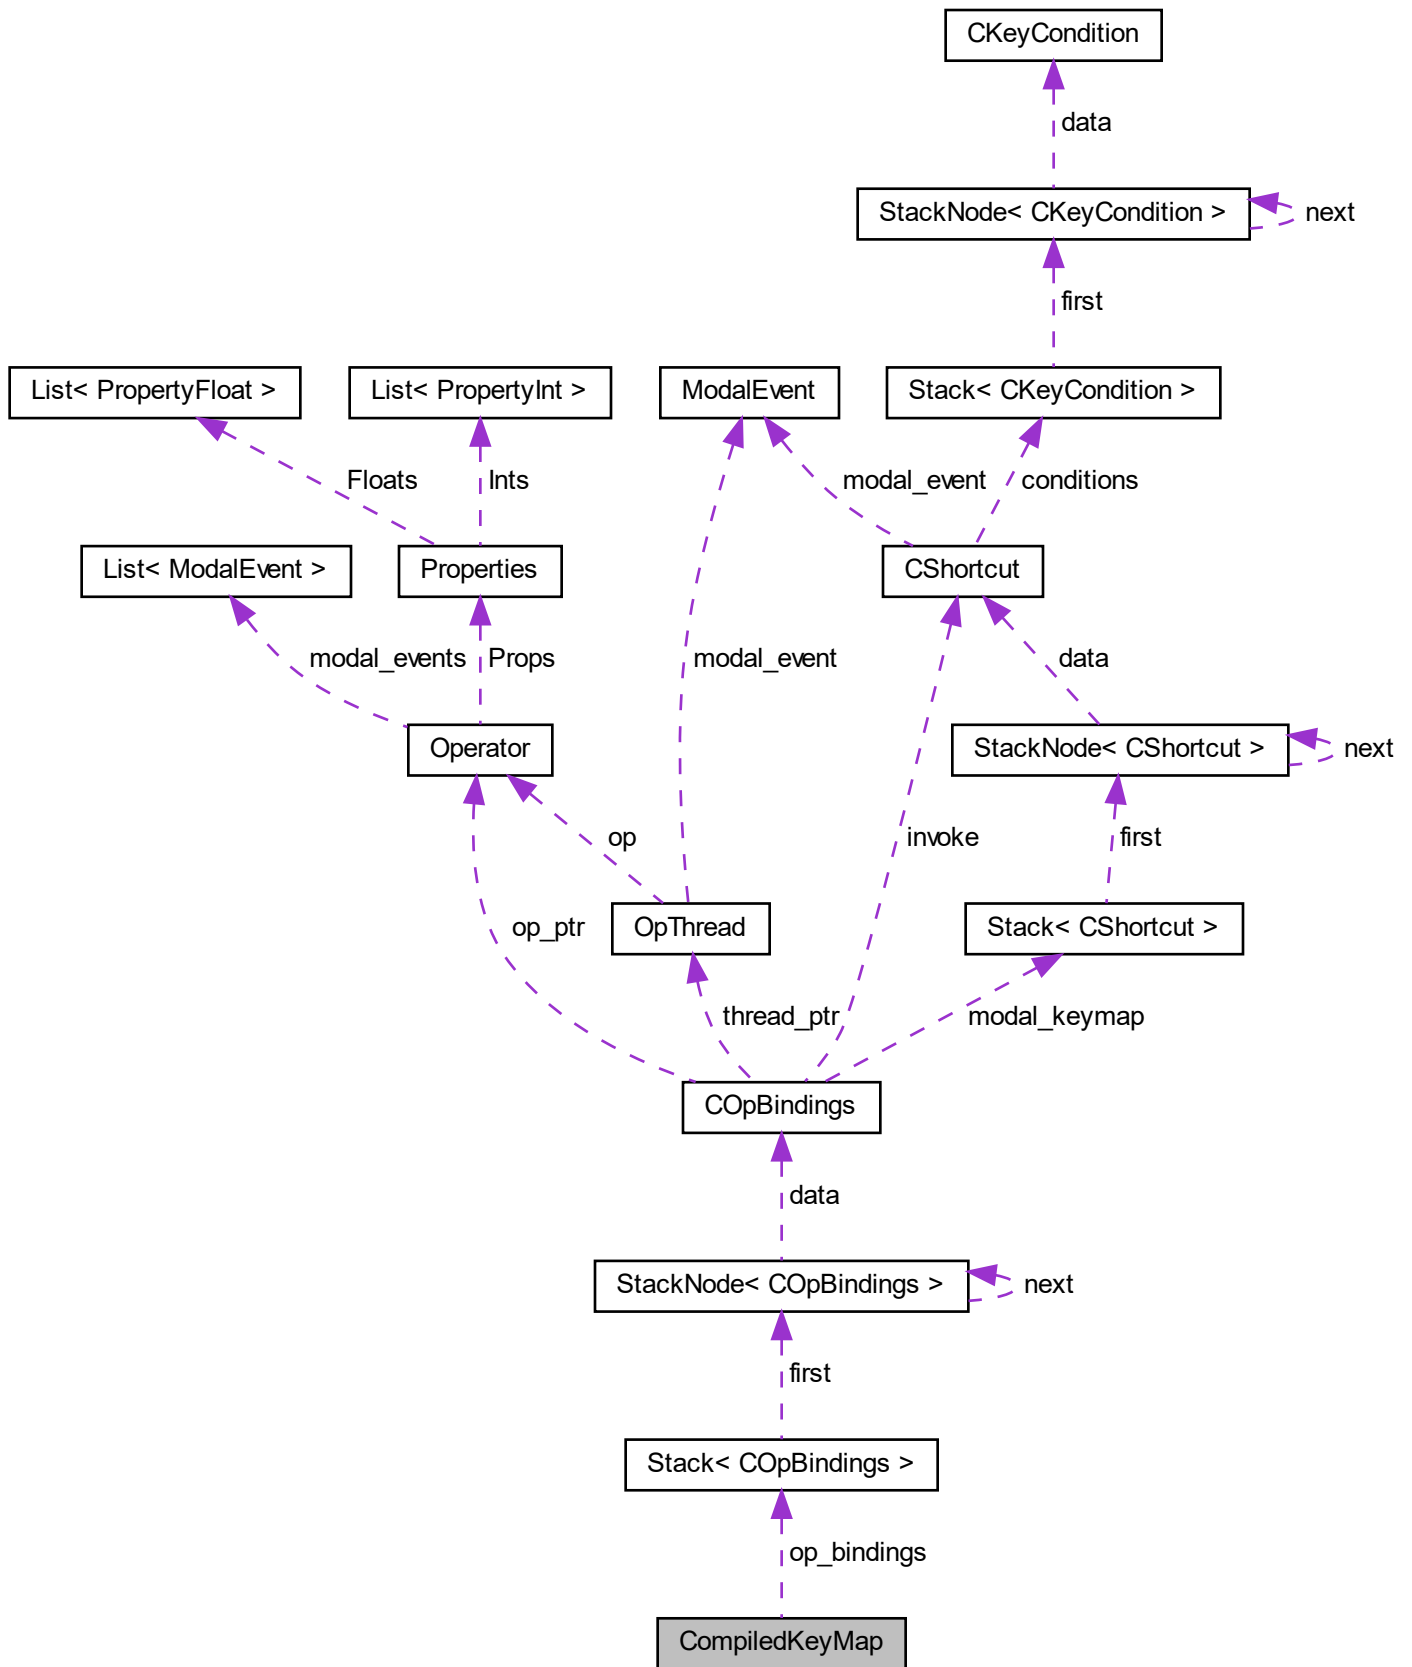 CKeyCondition
data
StackNode< CKeyCondition >
next
first
List< PropertyFloat >
List< PropertyInt >
ModalEvent
Stack< CKeyCondition >
Floats
Ints
modal_event
conditions
List< ModalEvent >
Properties
CShortcut
modal_events
Props
modal_event
data
Operator
StackNode< CShortcut >
next
op
invoke
first
op_ptr
OpThread
Stack< CShortcut >
thread_ptr
modal_keymap
COpBindings
data
StackNode< COpBindings >
next
first
Stack< COpBindings >
op_bindings
CompiledKeyMap